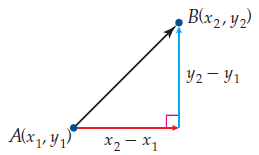 B(x₂, y₂)
y₂ − y₁
A(x₁, y₁)
x₂ − x₁